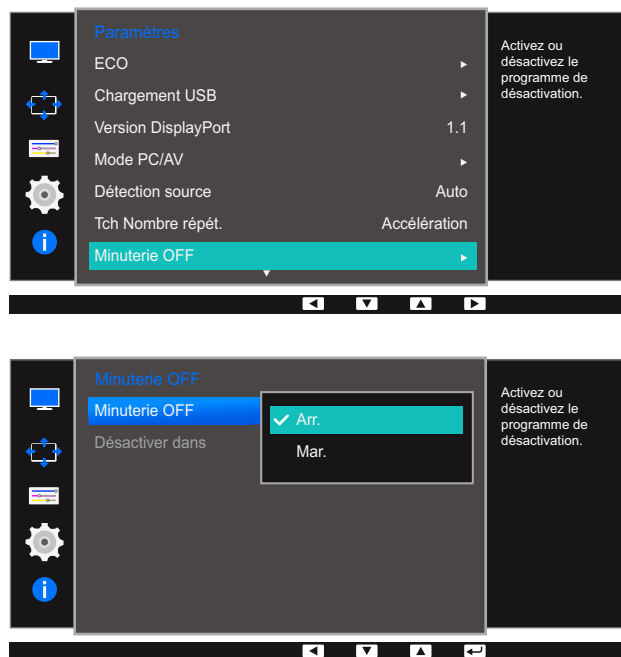 Paramètres
ECO
Chargement USB
Version DisplayPort 1.1
Mode PC/AV
Détection source Auto
Tch Nombre répét. Accélération
Minuterie OFF
Activez ou
désactivez le
programme de
désactivation.
Minuterie OFF
Minuterie OFF
Désactiver dans
Arr.
Mar.
Activez ou
désactivez le
programme de
désactivation.